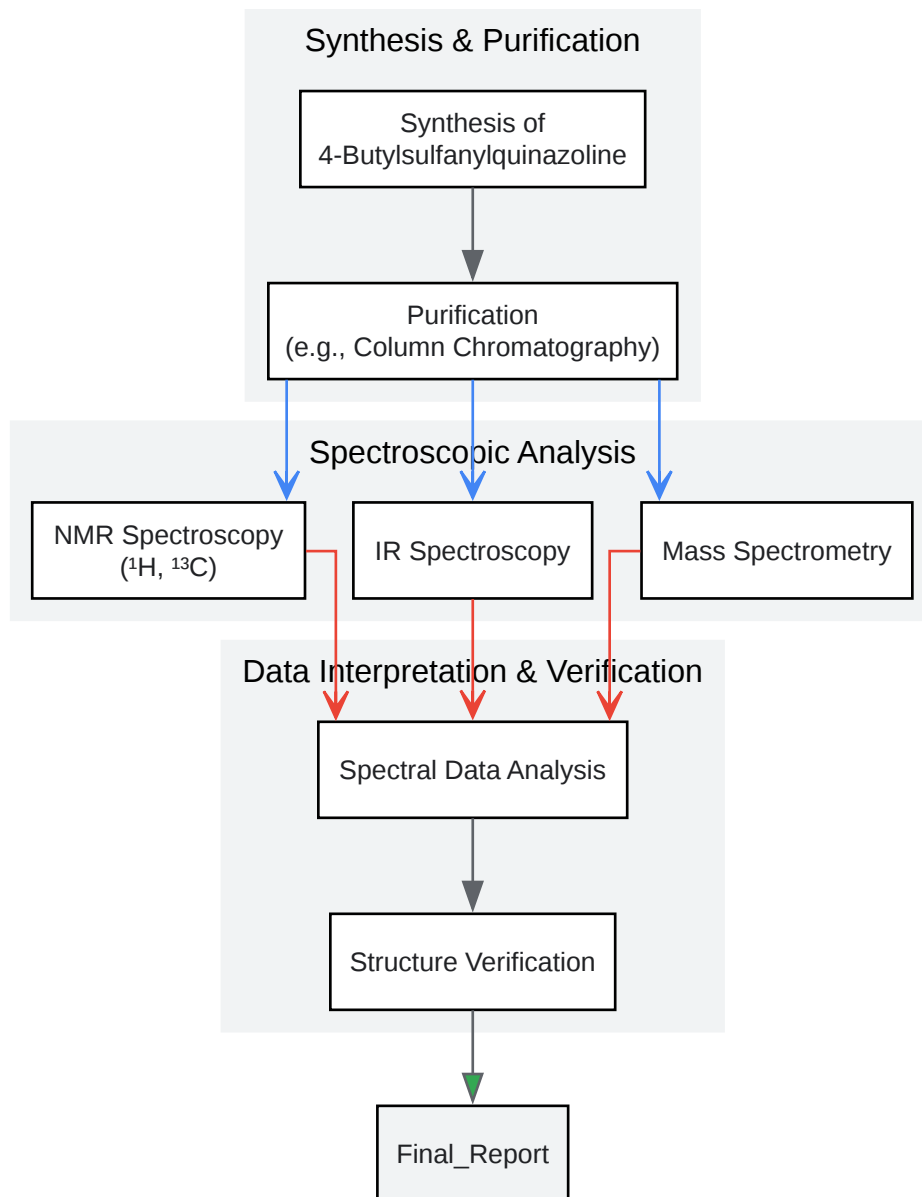 Synthesis & Purification
Synthesis of
4-Butylsulfanylquinazoline
Purification
(e.g., Column Chromatography)
Spectroscopic Analysis
NMR Spectroscopy
(¹H, ¹³C)
IR Spectroscopy
Mass Spectrometry
Data Interpretation & Verification
Spectral Data Analysis
Structure Verification
Final_Report